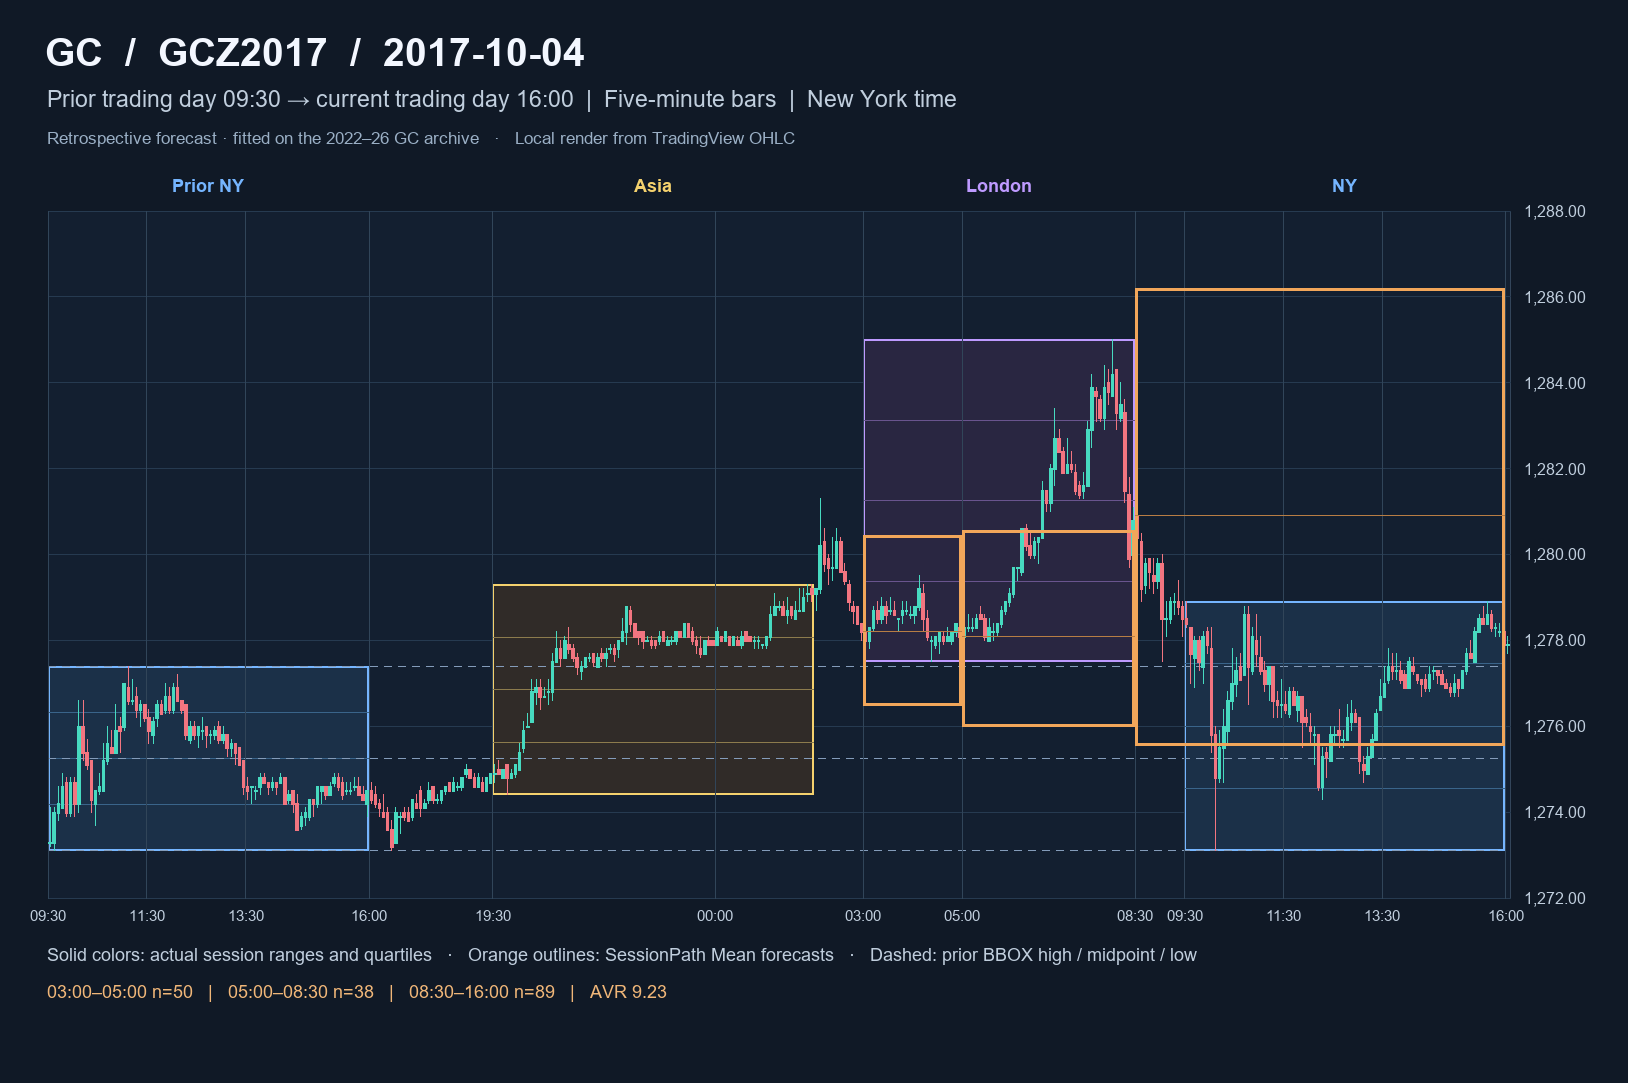 GC / GCZ2017 / 2017-10-04
Prior trading day 09:30 → current trading day 16:00 | Five-minute bars | New York time
Retrospective forecast · fitted on the 2022–26 GC archive · Local render from TradingView OHLC
Prior NY Asia London NY
1,288.00
1,286.00
1,284.00
1,282.00
1,280.00
1,278.00
1,276.00
1,274.00
1,272.00
09:30 11:30 13:30 16:00 19:30 00:00 03:00 05:00 08:30 09:30 11:30 13:30 16:00
Solid colors: actual session ranges and quartiles · Orange outlines: SessionPath Mean forecasts · Dashed: prior BBOX high / midpoint / low
03:00–05:00 n=50 | 05:00–08:30 n=38 | 08:30–16:00 n=89 | AVR 9.23